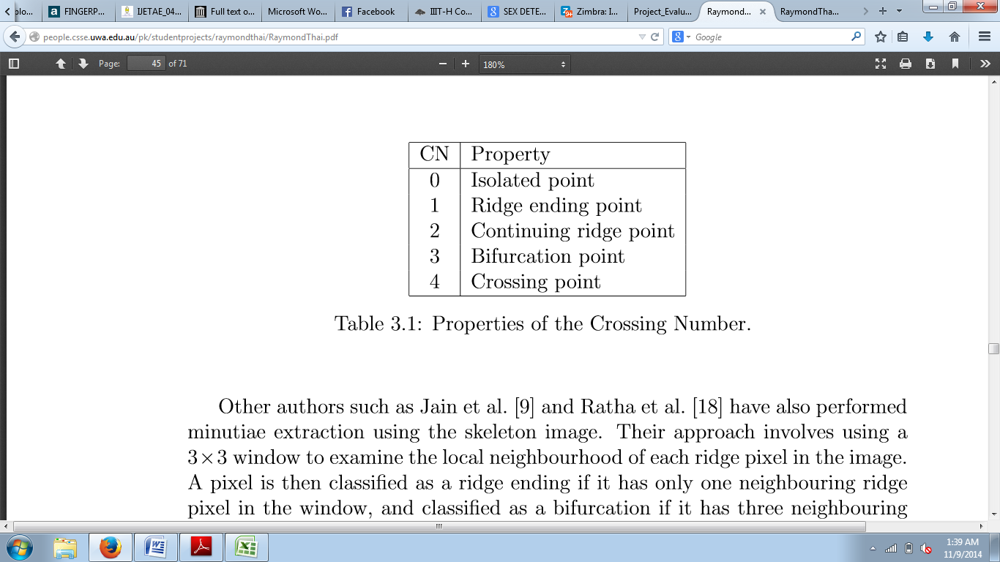 plo...
FINGERP...
IJETAE_04...
Full text o...
Microsoft Wo...
Facebook
IIIT-H Co...
SEX DETE...
Zimbra: I...
Project_Evalu...
Raymond...
RaymondTha...
people.csse.uwa.edu.au/pk/studentprojects/raymondthai/RaymondThai.pdf
Google
Page: 45 of 71
180%
CN Property
0 Isolated point
1 Ridge ending point
2 Continuing ridge point
3 Bifurcation point
4 Crossing point
Table 3.1: Properties of the Crossing Number.
Other authors such as Jain et al. [9] and Ratha et al. [18] have also performed
minutiae extraction using the skeleton image. Their approach involves using a
3×3 window to examine the local neighbourhood of each ridge pixel in the image.
A pixel is then classified as a ridge ending if it has only one neighbouring ridge
pixel in the window, and classified as a bifurcation if it has three neighbouring
1:39 AM
11/9/2014